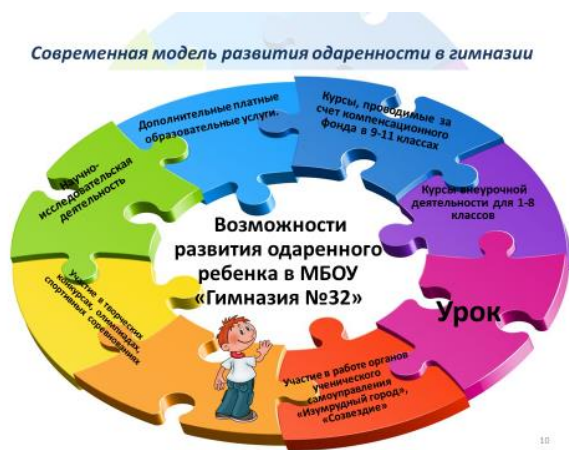 Современная модель развития одаренности в гимназии
Дополнительные платные
образовательные услуги.
Курсы, проводимые за
счет компенсационного
фонда в 9-11 классах
Научно-
исследовательская
деятельность
Курсы внеурочной
деятельности для 1-8
классов
Возможности
развития одаренного
ребенка в МБОУ
«Гимназия №32»
Урок
Участие в творческих
конкурсах, олимпиадах,
спортивных соревнованиях
Участие в работе органов
ученического
самоуправления
«Изумрудный город»,
«Созвездие»
10